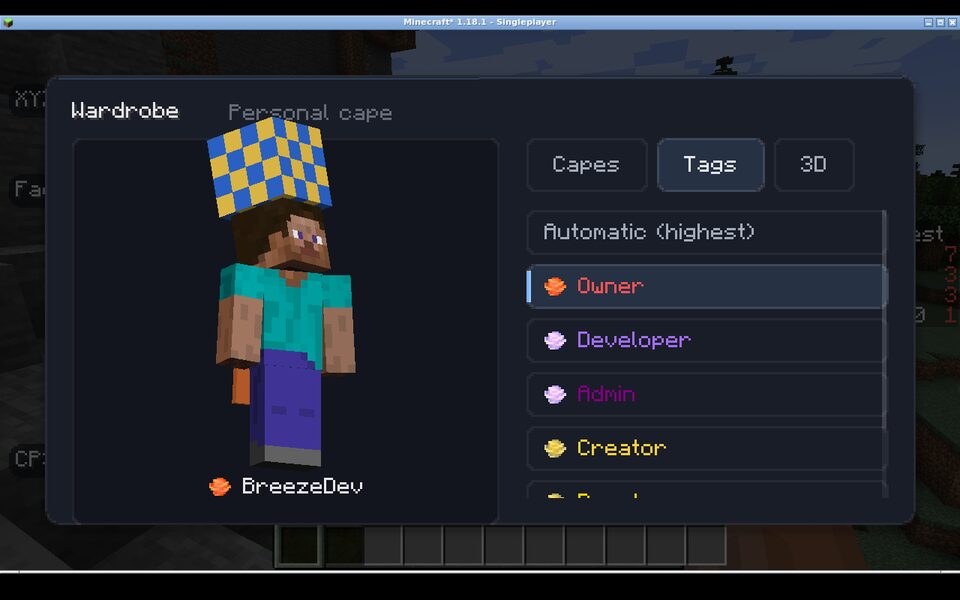 Minecraft* 1.18.1 - Singleplayer
Wardrobe
Personal cape
Capes
Tags
3D
Automatic (highest)
Owner
Developer
Admin
Creator
BreezeDev